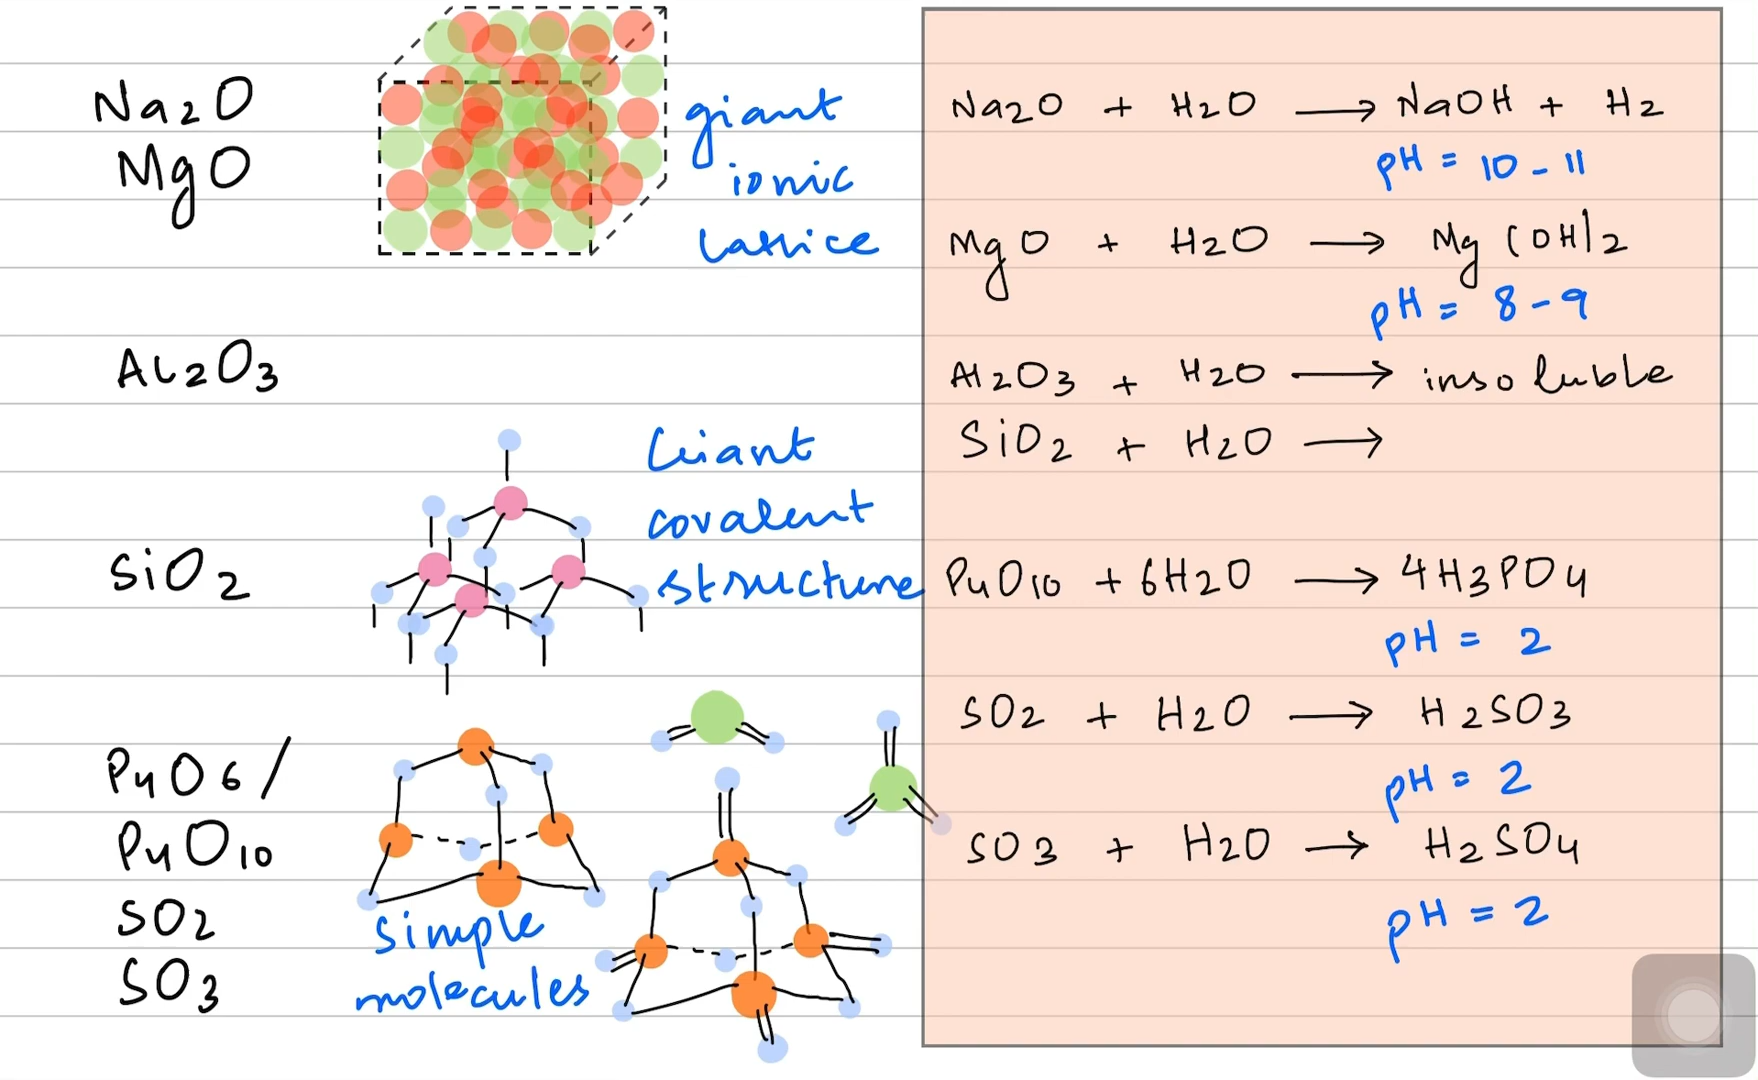 Na2O
MgO
giant
ionic
lattice
Al2O3
SiO2
Giant
covalent
structure
P4O6/
P4O10
SO2
SO3
simple
molecules
Na2O + H2O → NaOH + H2
pH = 10-11
MgO + H2O → Mg(OH)2
pH = 8-9
Al2O3 + H2O → insoluble
SiO2 + H2O →
P4O10 + 6H2O → 4H3PO4
pH = 2
SO2 + H2O → H2SO3
pH = 2
SO3 + H2O → H2SO4
pH = 2